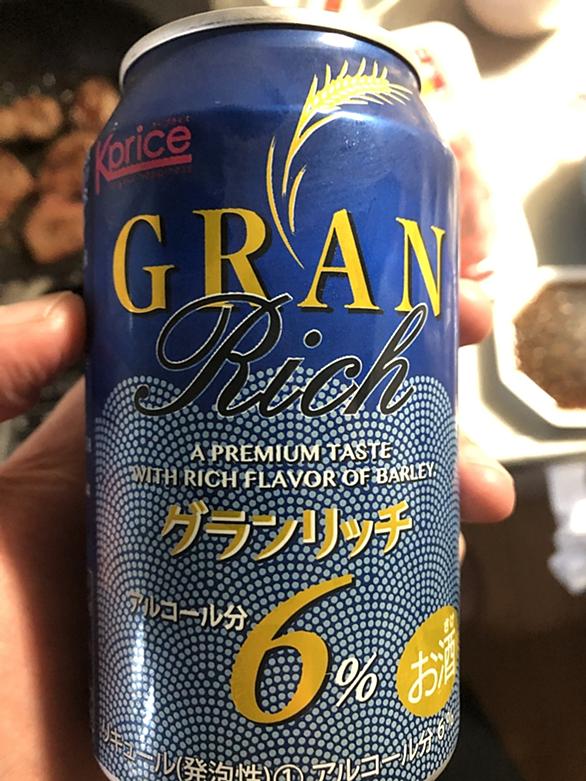 Kprice
GRAN
Rich
A PREMIUM TASTE
WITH RICH FLAVOR OF BARLEY
グランリッチ
アルコール分
6%
お酒
リキュール(発泡性)① アルコール分 6%